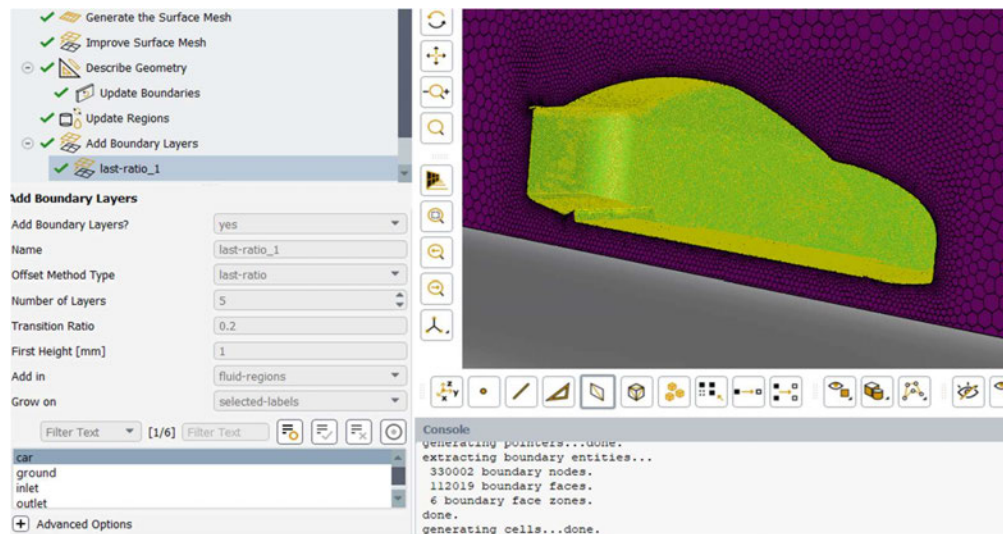 Generate the Surface Mesh
Improve Surface Mesh
Describe Geometry
Update Boundaries
Update Regions
Add Boundary Layers
last-ratio_1
Add Boundary Layers
Add Boundary Layers? yes
Name last-ratio_1
Offset Method Type last-ratio
Number of Layers 5
Transition Ratio 0.2
First Height [mm] 1
Add in fluid-regions
Grow on selected-labels
Filter Text [1/6] Filter Text
car
ground
inlet
outlet
Advanced Options
z
y
x
Console
generating pointers...done.
extracting boundary entities...
330002 boundary nodes.
112019 boundary faces.
6 boundary face zones.
done.
generating cells...done.